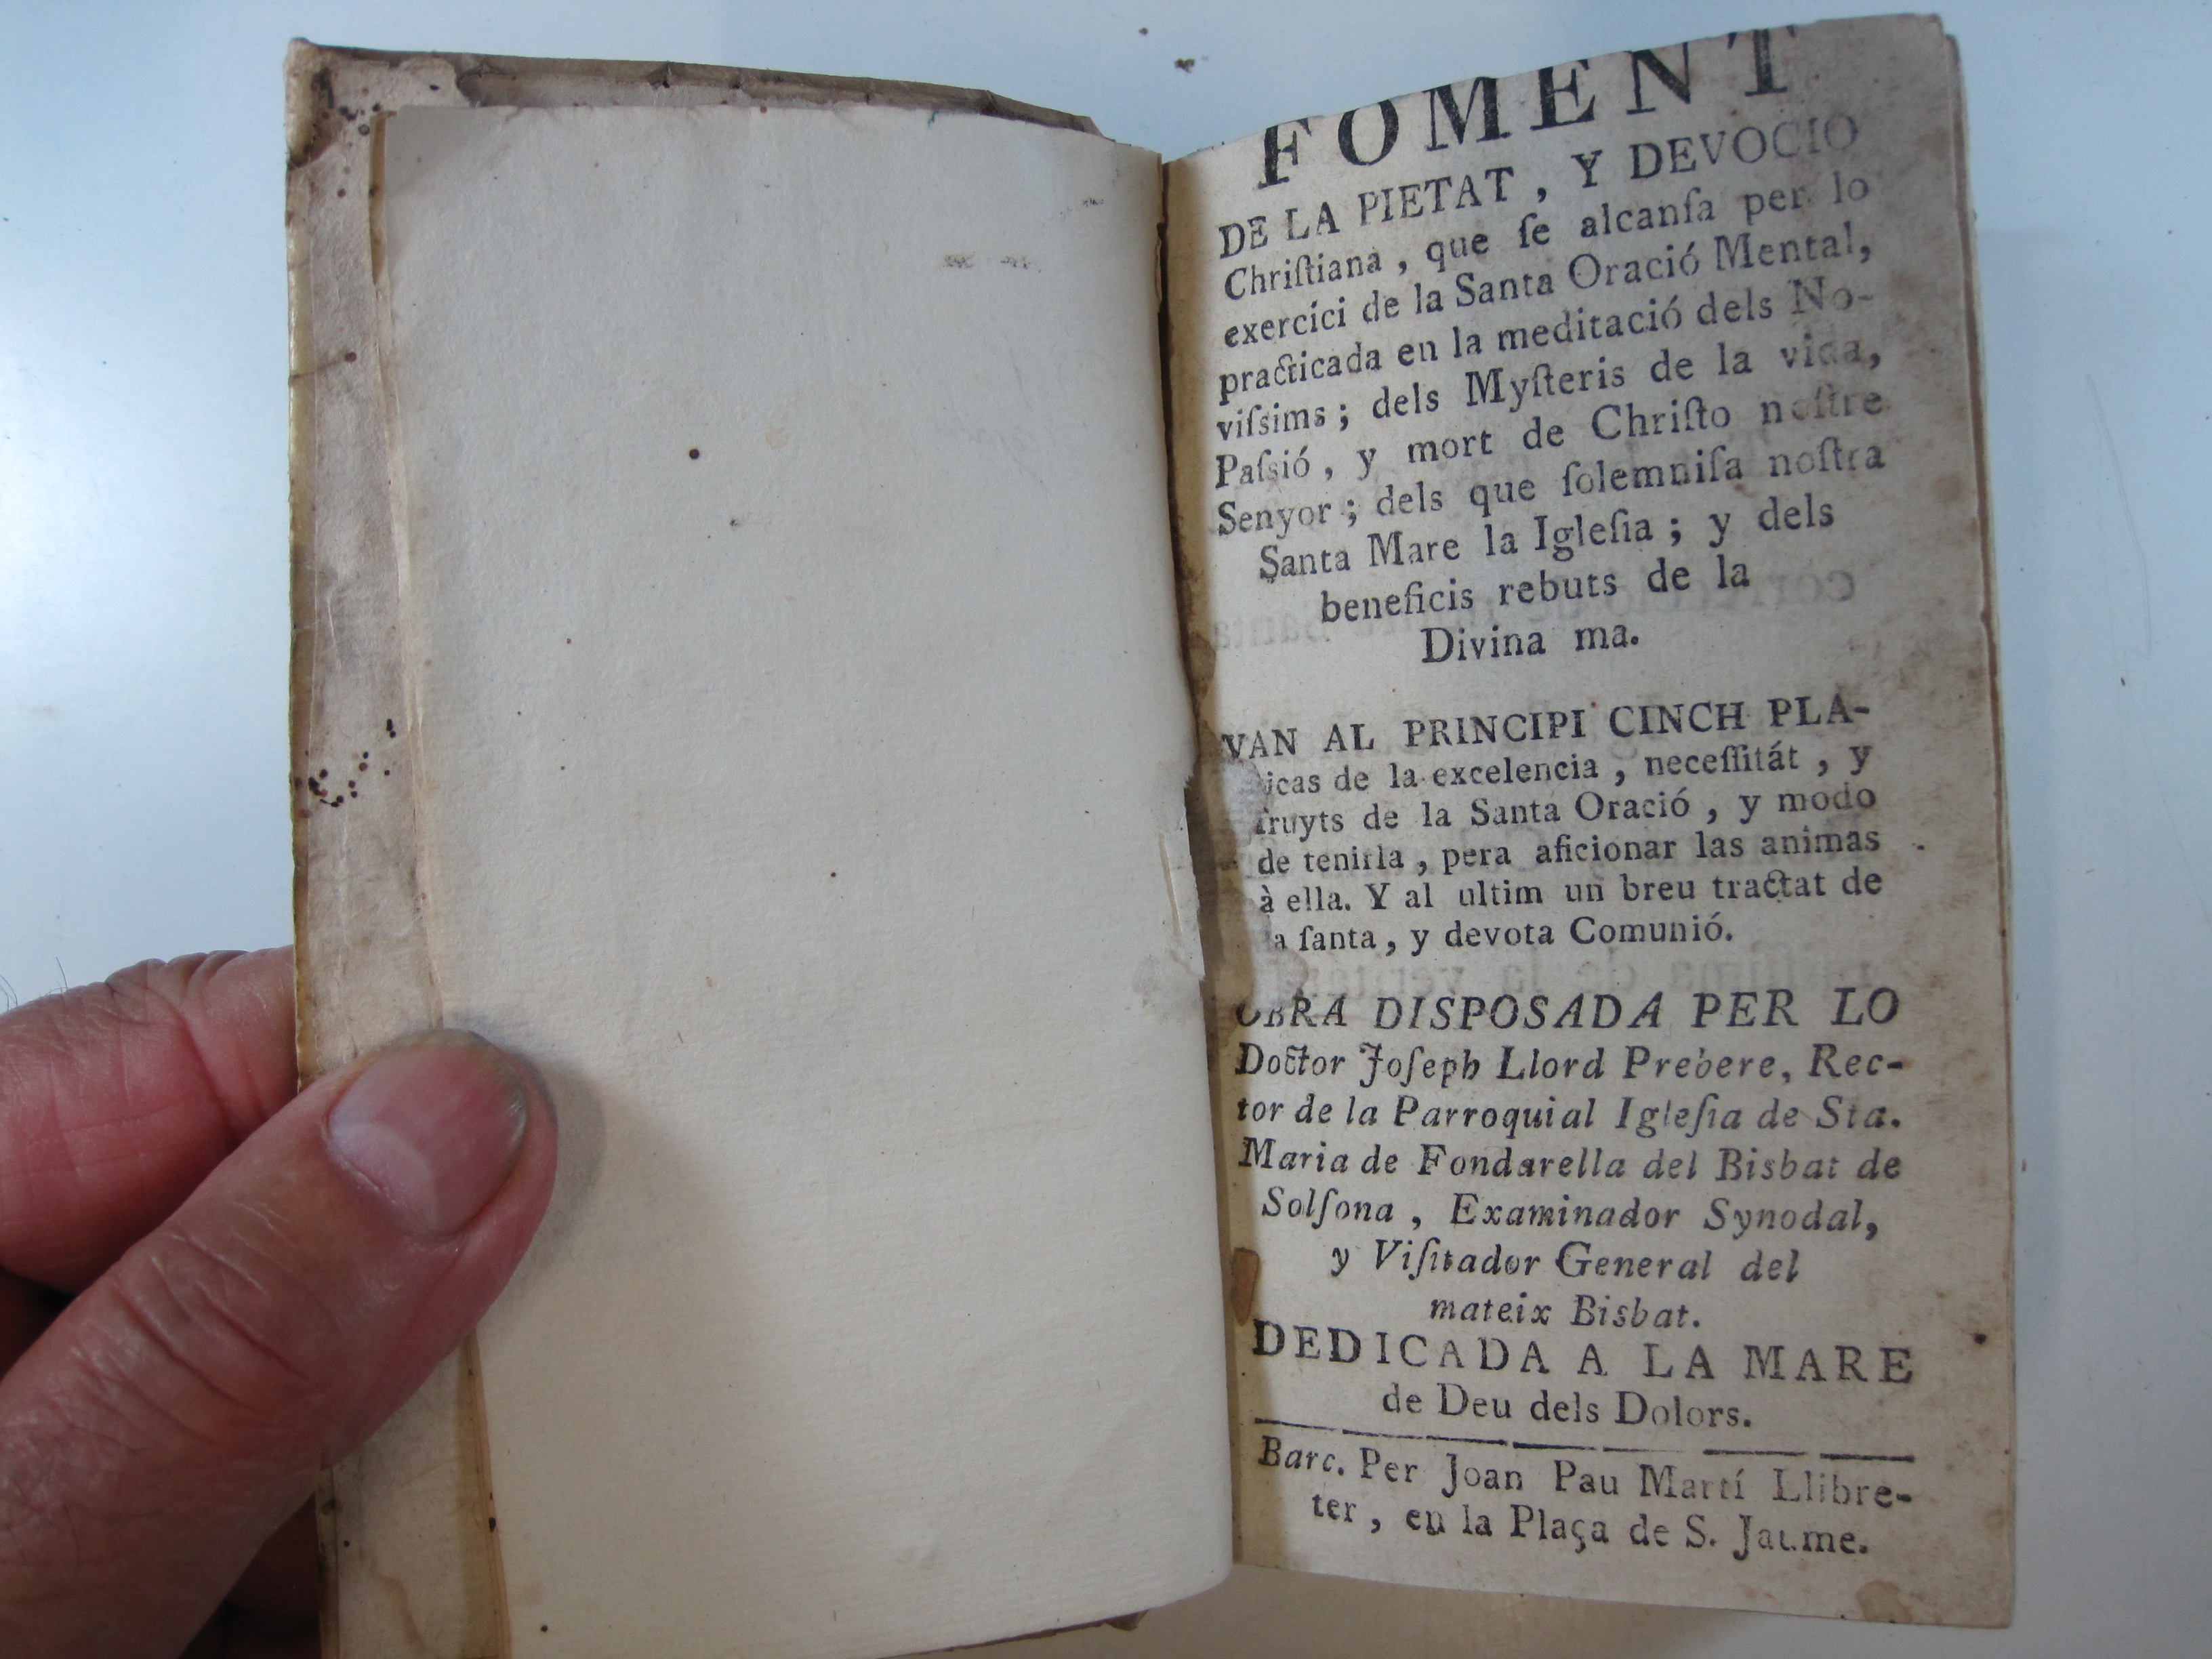 FOMENT
DE LA PIETAT, Y DEVOCIO
Chriſtiana, que ſe alcanſa per lo
exercici de la Santa Oració Mental,
practicada en la meditació dels No-
viſsims; dels Myſteris de la vida,
Paſsió, y mort de Chriſto noſtre
Senyor; dels que ſolemniſa noſtra
Santa Mare la Igleſia; y dels
beneficis rebuts de la
Divina ma.
VAN AL PRINCIPI CINCH PLA-
icas de la excelencia, neceſſitát, y
fruyts de la Santa Oració, y modo
de tenirla, pera aficionar las animas
à ella. Y al ultim un breu tractat de
a ſanta, y devota Comunió.
OBRA DISPOSADA PER LO
Doctor Joſeph Llord Prebere, Rec-
tor de la Parroquial Igleſia de Sta.
Maria de Fondarella del Bisbat de
Solſona, Examinador Synodal,
y Viſitador General del
mateix Bisbat.
DEDICADA A LA MARE
de Deu dels Dolors.
Barc. Per Joan Pau Martí Llibre-
ter, en la Plaça de S. Jaume.